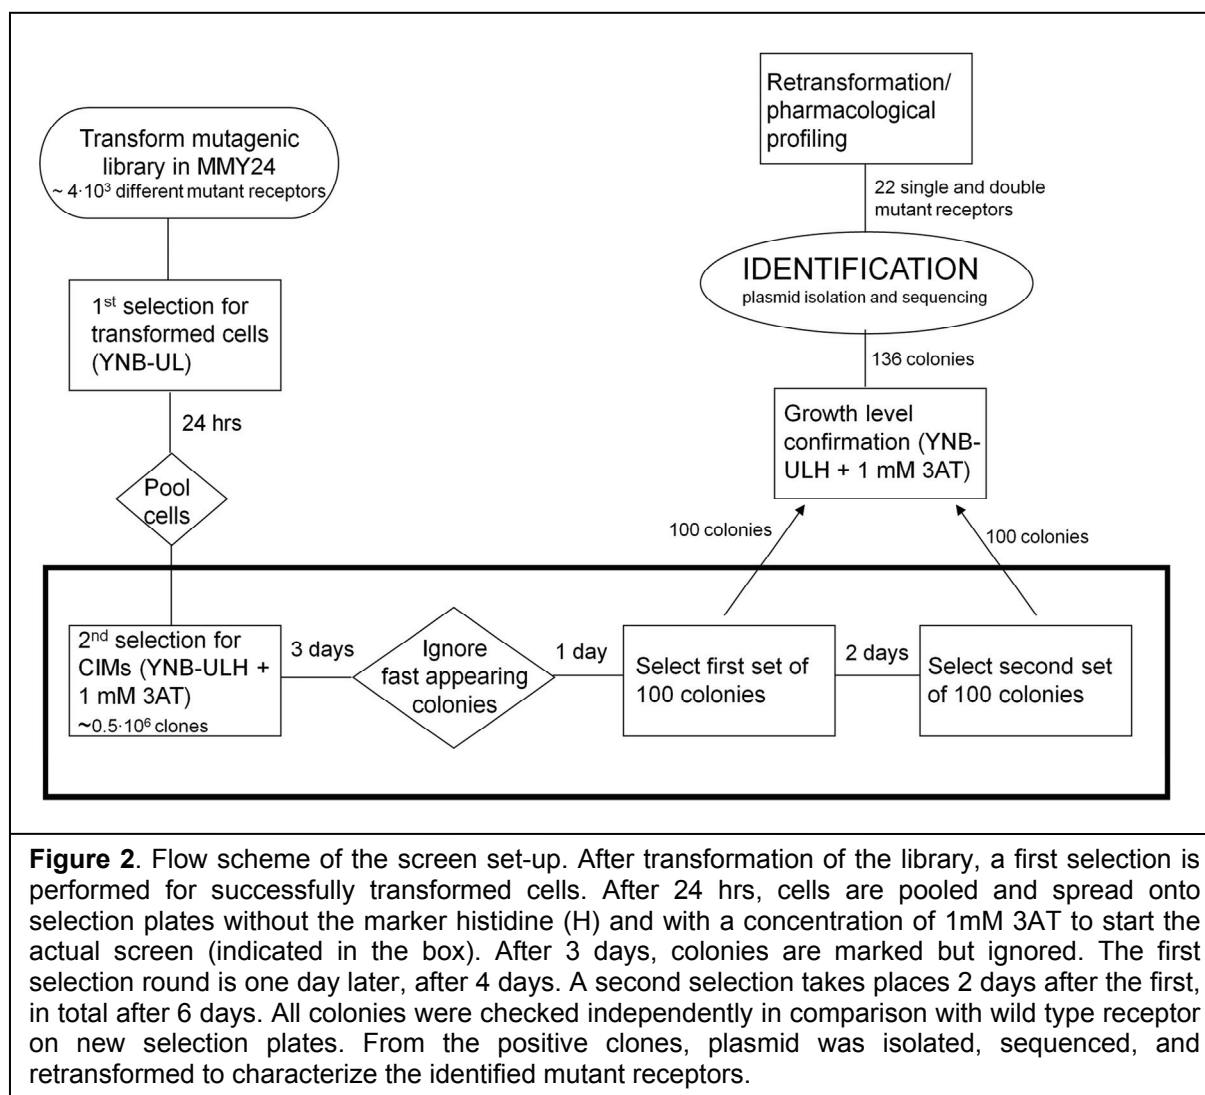 Transform mutagenic
library in MMY24
~ 4·10³ different mutant receptors
1st selection for
transformed cells
(YNB-UL)
24 hrs
Pool
cells
2nd selection for
CIMs (YNB-ULH +
1 mM 3AT)
~0.5·10⁶ clones
3 days
Ignore
fast appearing
colonies
1 day
Select first set of
100 colonies
2 days
Select second set
of 100 colonies
100 colonies
100 colonies
Growth level
confirmation (YNB-
ULH + 1 mM 3AT)
136 colonies
IDENTIFICATION
plasmid isolation and sequencing
22 single and double
mutant receptors
Retransformation/
pharmacological
profiling
Figure 2. Flow scheme of the screen set-up. After transformation of the library, a first selection is
performed for successfully transformed cells. After 24 hrs, cells are pooled and spread onto
selection plates without the marker histidine (H) and with a concentration of 1mM 3AT to start the
actual screen (indicated in the box). After 3 days, colonies are marked but ignored. The first
selection round is one day later, after 4 days. A second selection takes places 2 days after the first,
in total after 6 days. All colonies were checked independently in comparison with wild type receptor
on new selection plates. From the positive clones, plasmid was isolated, sequenced, and
retransformed to characterize the identified mutant receptors.